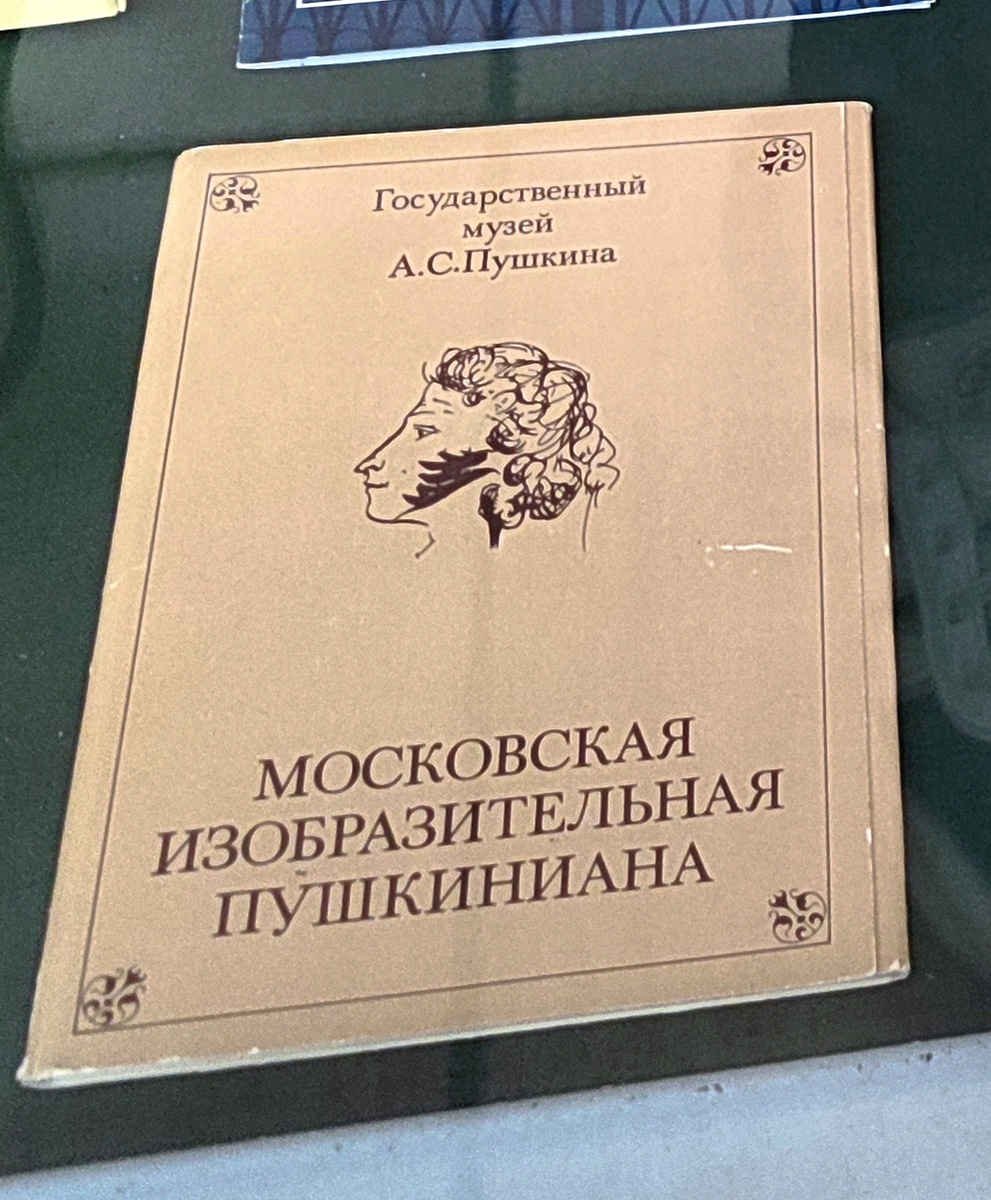 Государственный
музей
А.С.Пушкина
МОСКОВСКАЯ
ИЗОБРАЗИТЕЛЬНАЯ
ПУШКИНИАНА